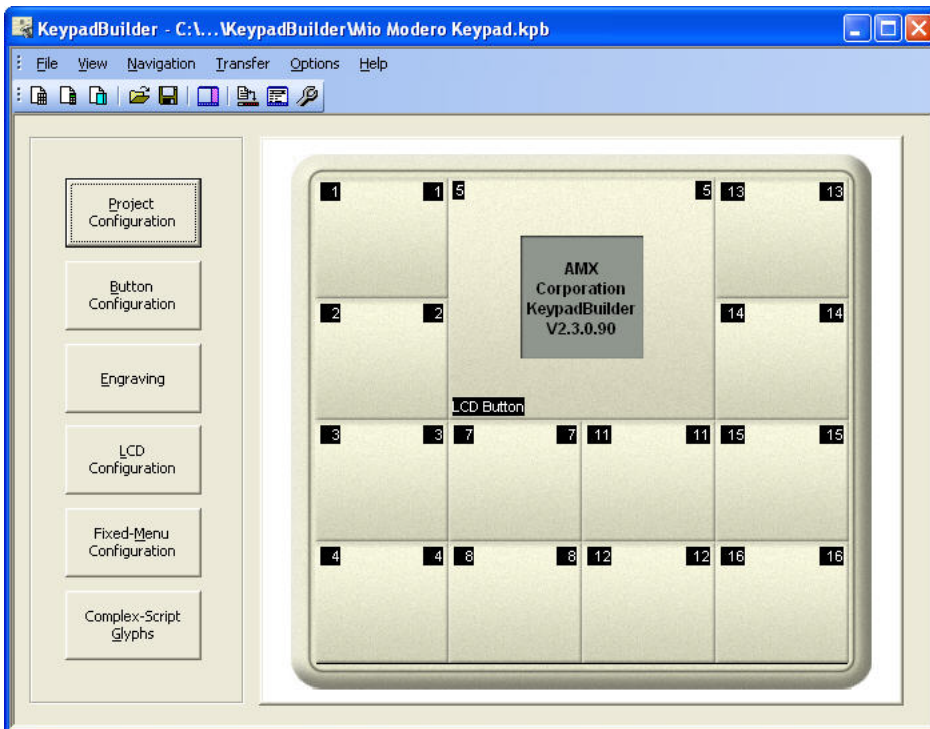 KeypadBuilder - C:\...\KeypadBuilder\Mio Modero Keypad.kpb
File View Navigation Transfer Options Help
Project
Configuration
Button
Configuration
Engraving
LCD
Configuration
Fixed-Menu
Configuration
Complex-Script
Glyphs
1 1 5 5 13 13
AMX
Corporation
KeypadBuilder
V2.3.0.90
2 2 14 14
LCD Button
3 3 7 7 11 11 15 15
4 4 8 8 12 12 16 16